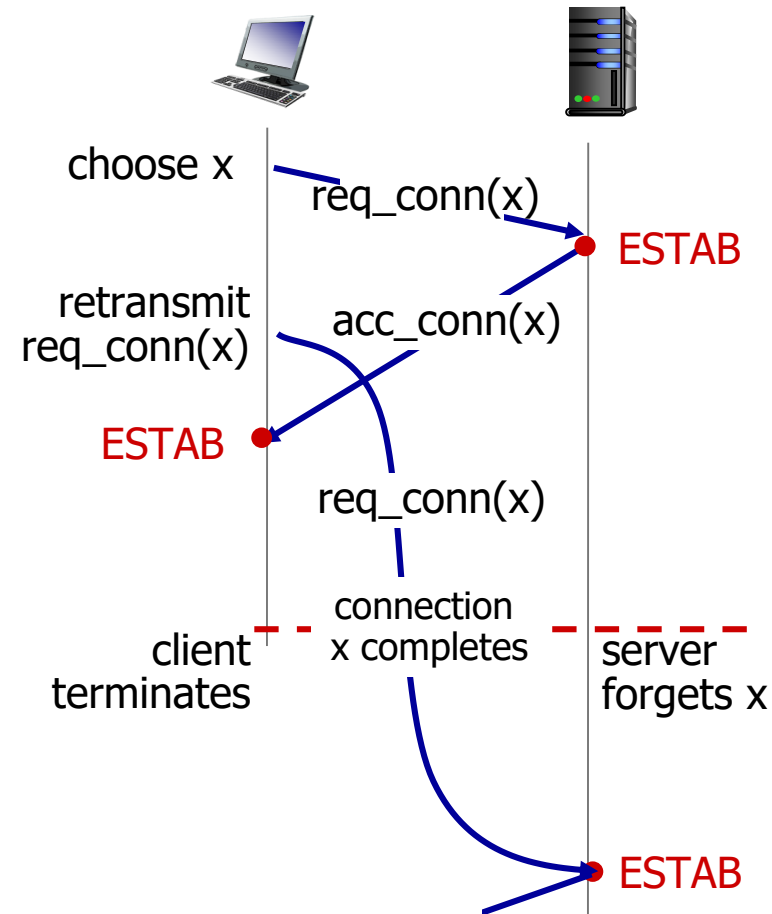 choose x
req_conn(x)
ESTAB
retransmit
req_conn(x)
acc_conn(x)
ESTAB
req_conn(x)
connection
x completes
client
terminates
server
forgets x
ESTAB